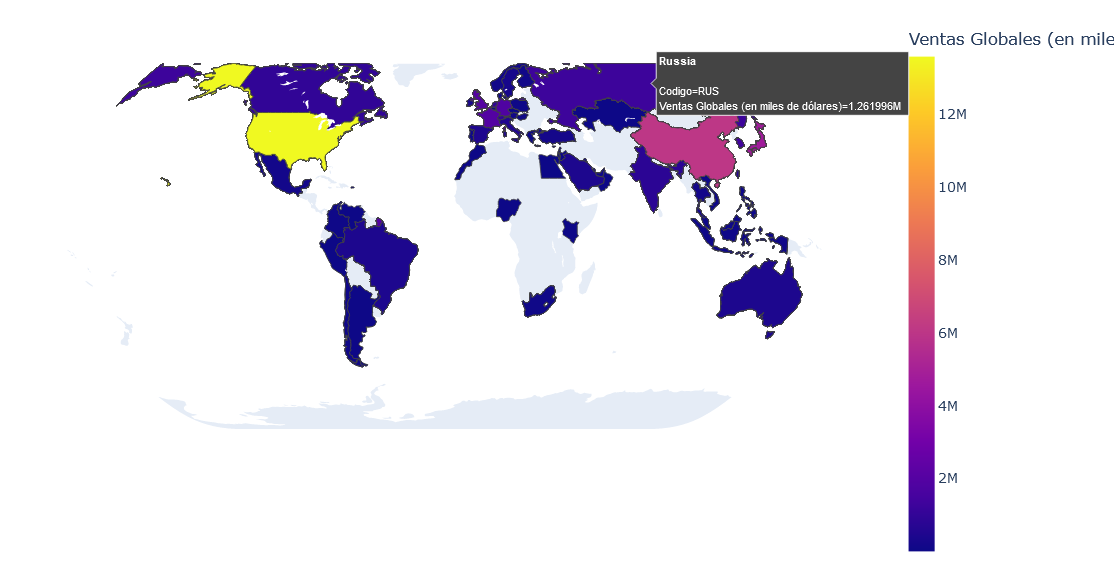 Ventas Globales (en mile
Russia
Codigo=RUS
Ventas Globales (en miles de dólares)=1.261996M
12M
10M
8M
6M
4M
2M